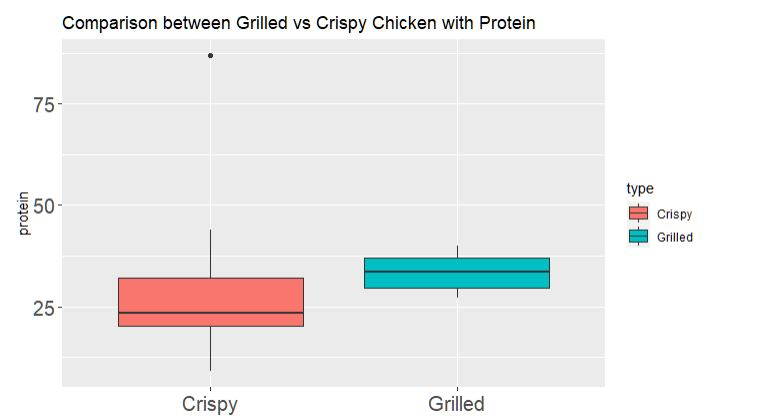 Comparison between Grilled vs Crispy Chicken with Protein
75
50
25
protein
Crispy
Grilled
type
Crispy
Grilled